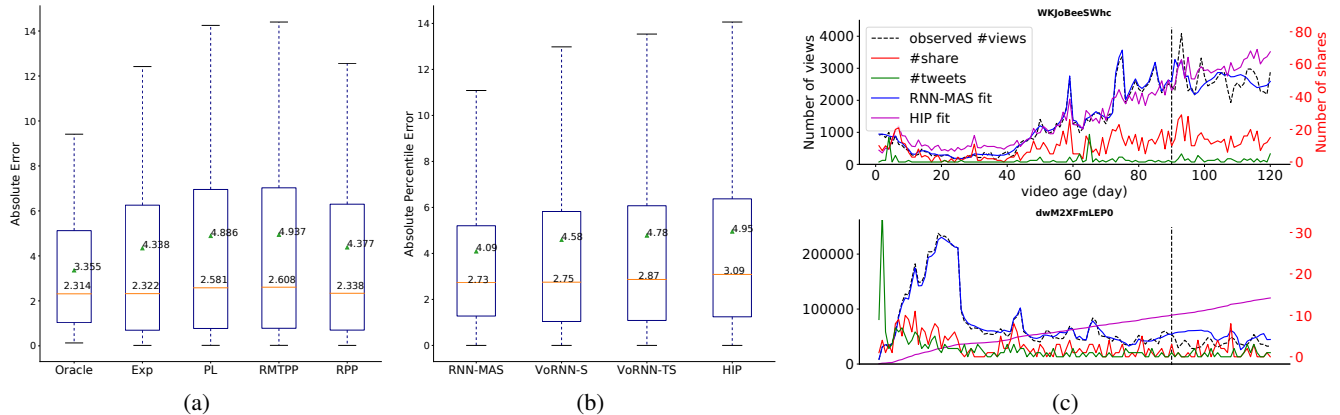 Absolute Error
14
12
10
8
6
4
2
0
3.355
2.314
4.338
2.322
4.886
2.581
4.937
2.608
4.377
2.338
Oracle Exp PL RMTPP RPP
(a)
Absolute Percentile Error
14
12
10
8
6
4
2
0
4.09
2.73
4.58
2.75
4.78
2.87
4.95
3.09
RNN-MAS VoRNN-S VoRNN-TS HIP
(b)
WKJoBeeSWhc
Number of views
4000
3000
2000
1000
0
observed #views
#share
#tweets
RNN-MAS fit
HIP fit
80
60
40
20
0
Number of shares
0 20 40 60 80 100 120
video age (day)
dwM2XFmLEP0
200000
100000
0
30
20
10
0
(c)